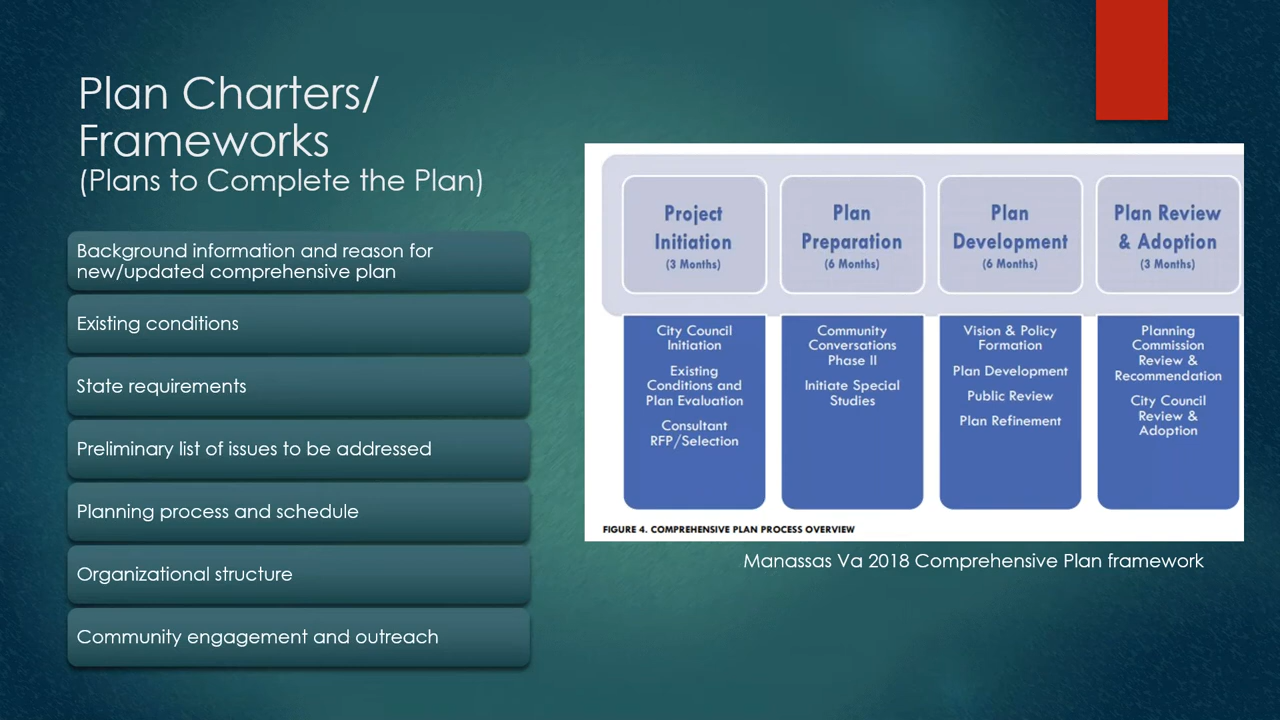 Plan Charters/
Frameworks
(Plans to Complete the Plan)
Background information and reason for
new/updated comprehensive plan
Existing conditions
State requirements
Preliminary list of issues to be addressed
Planning process and schedule
Organizational structure
Community engagement and outreach
Project
Initiation
(3 Months)
City Council
Initiation
Existing
Conditions and
Plan Evaluation
Consultant
RFP/Selection
Plan
Preparation
(6 Months)
Community
Conversations
Phase II
Initiate Special
Studies
Plan
Development
(6 Months)
Vision & Policy
Formation
Plan Development
Public Review
Plan Refinement
Plan Review
& Adoption
(3 Months)
Planning
Commission
Review &
Recommendation
City Council
Review &
Adoption
FIGURE 4. COMPREHENSIVE PLAN PROCESS OVERVIEW
Manassas Va 2018 Comprehensive Plan framework